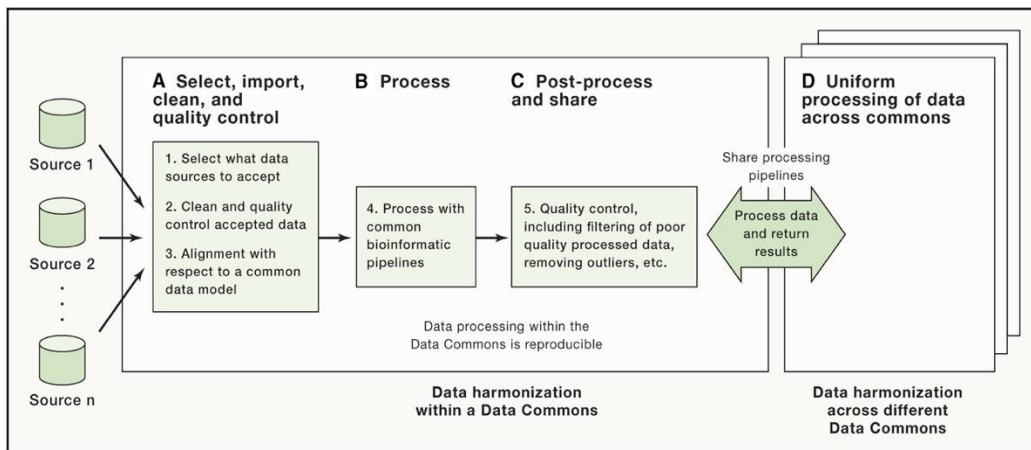 A Select, import,
clean, and
quality control
B Process
C Post-process
and share
D Uniform
processing of data
across commons
Source 1
Source 2
Source n
1. Select what data
sources to accept
2. Clean and quality
control accepted data
3. Alignment with
respect to a common
data model
4. Process with
common
bioinformatic
pipelines
5. Quality control,
including filtering of poor
quality processed data,
removing outliers, etc.
Share processing
pipelines
Process data
and return
results
Data processing within the
Data Commons is reproducible
Data harmonization
within a Data Commons
Data harmonization
across different
Data Commons